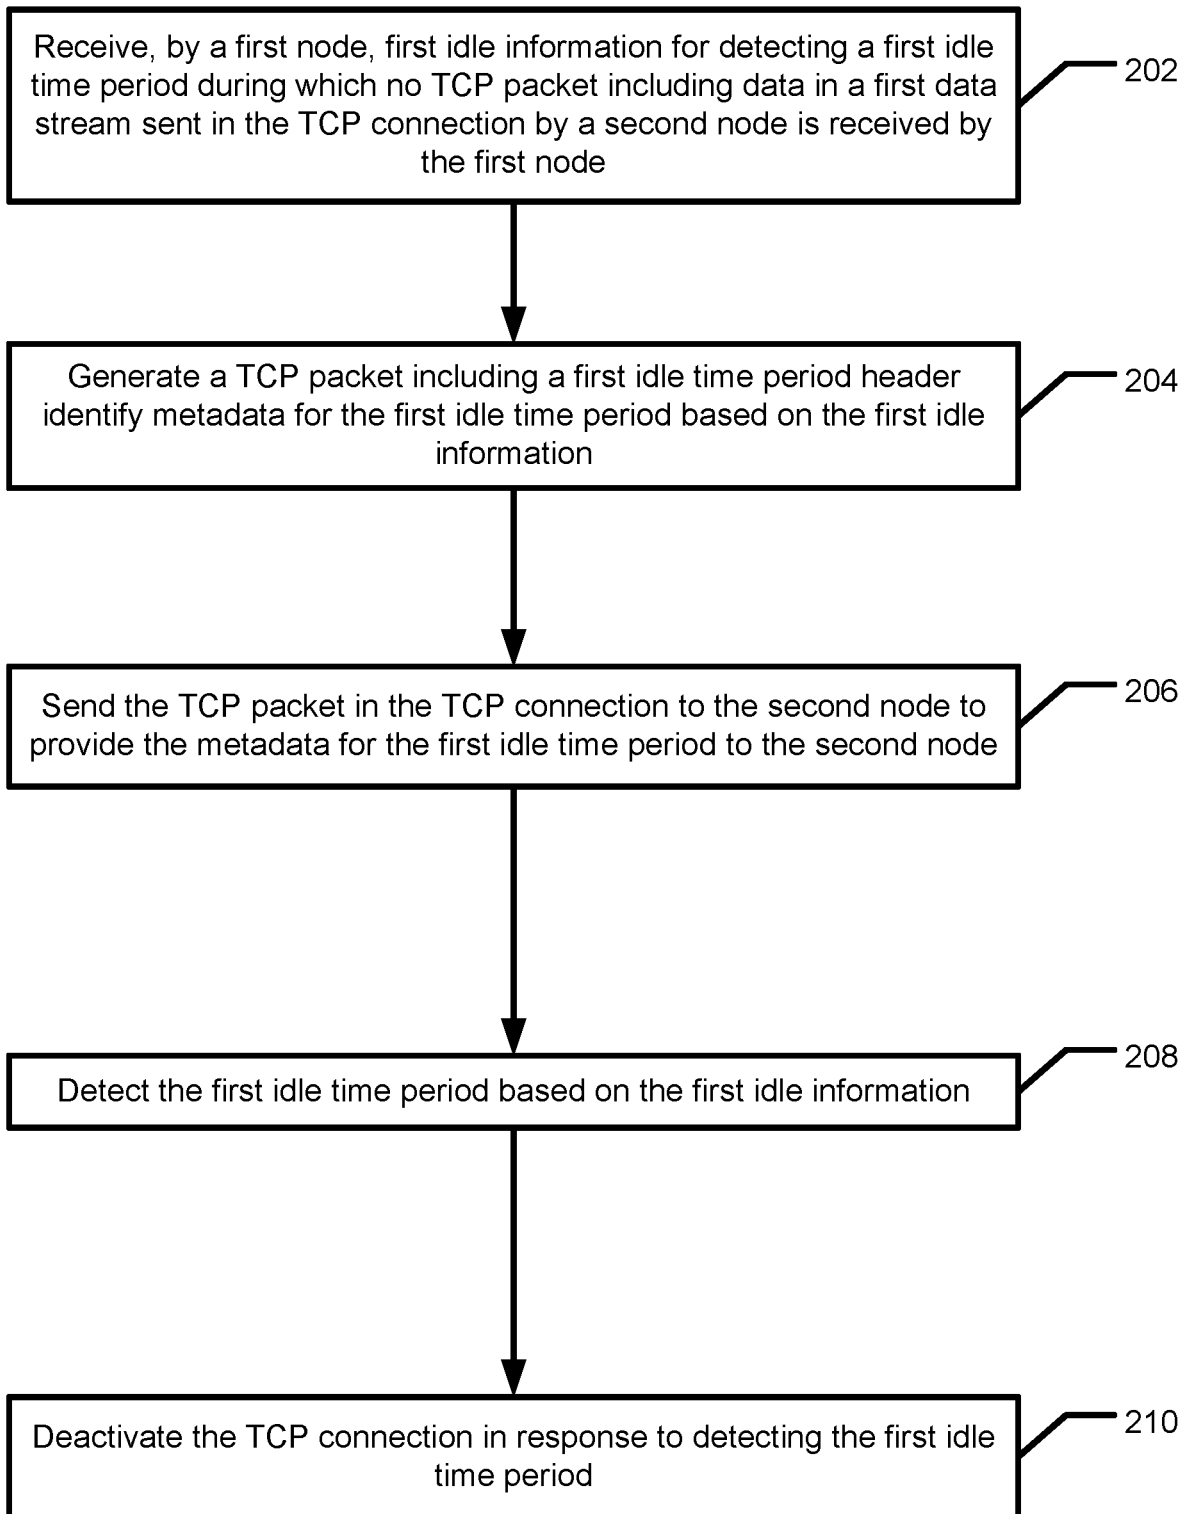 Receive, by a first node, first idle information for detecting a first idle
time period during which no TCP packet including data in a first data
stream sent in the TCP connection by a second node is received by
the first node
202
Generate a TCP packet including a first idle time period header
identify metadata for the first idle time period based on the first idle
information
204
Send the TCP packet in the TCP connection to the second node to
provide the metadata for the first idle time period to the second node
206
Detect the first idle time period based on the first idle information
208
Deactivate the TCP connection in response to detecting the first idle
time period
210